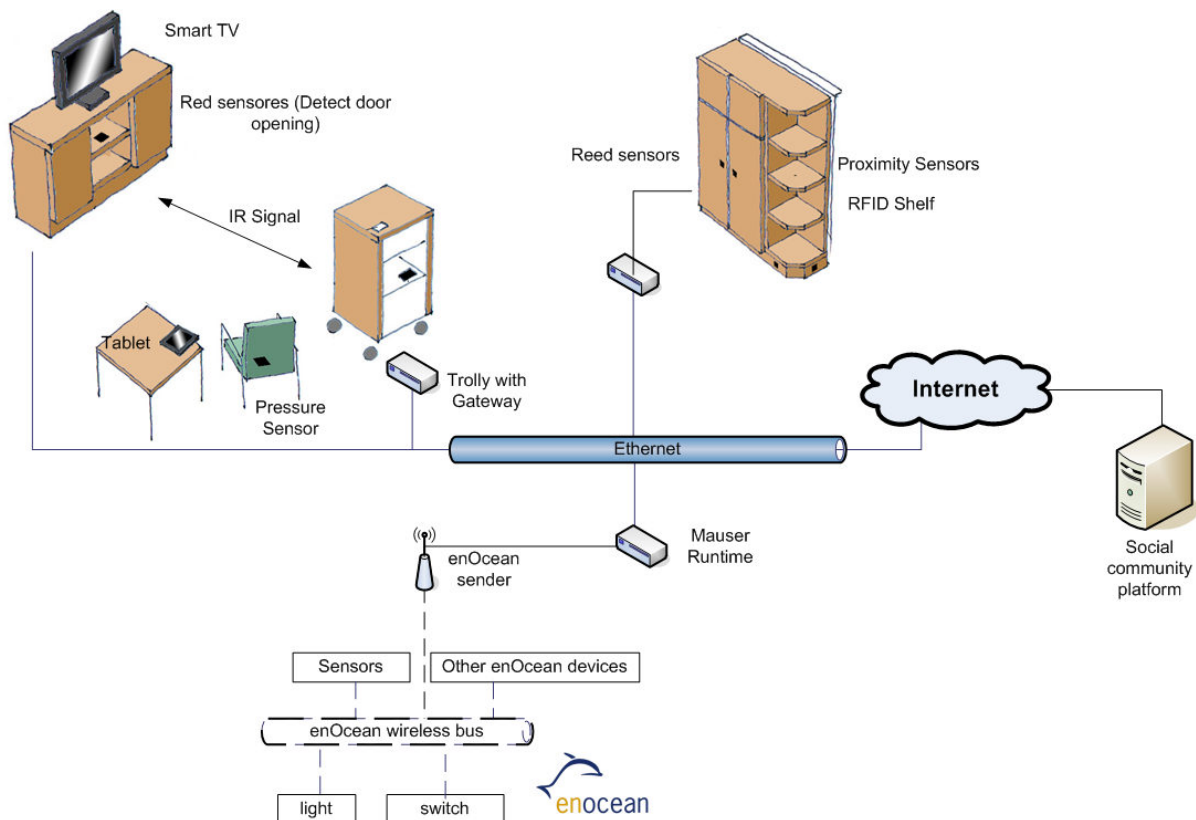 Smart TV
Red sensores (Detect door
opening)
Reed sensors
Proximity Sensors
RFID Shelf
IR Signal
Tablet
Pressure
Sensor
Trolly with
Gateway
Internet
Ethernet
Mauser
Runtime
enOcean
sender
Social
community
platform
Sensors
Other enOcean devices
enOcean wireless bus
light
switch
enocean